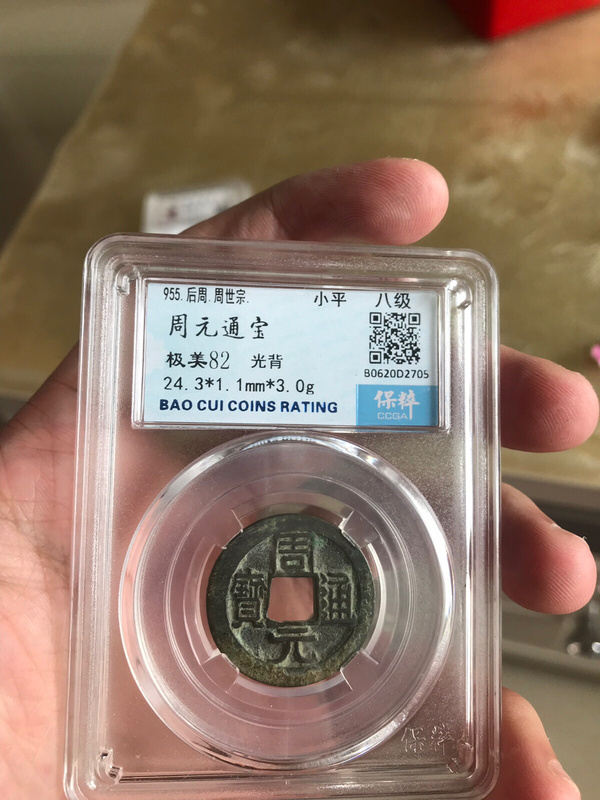 955.后周.周世宗. 小平 八级
周元通宝
极美82 光背
B0620D2705
24.3*1.1mm*3.0g
BAO CUI COINS RATING
保粹
CCGA
周
寶 通
元
保粹